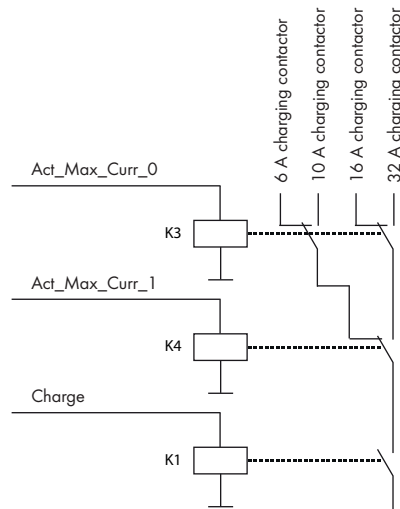 6 A charging contactor
10 A charging contactor
16 A charging contactor
32 A charging contactor
Act_Max_Curr_0
K3
Act_Max_Curr_1
K4
Charge
K1